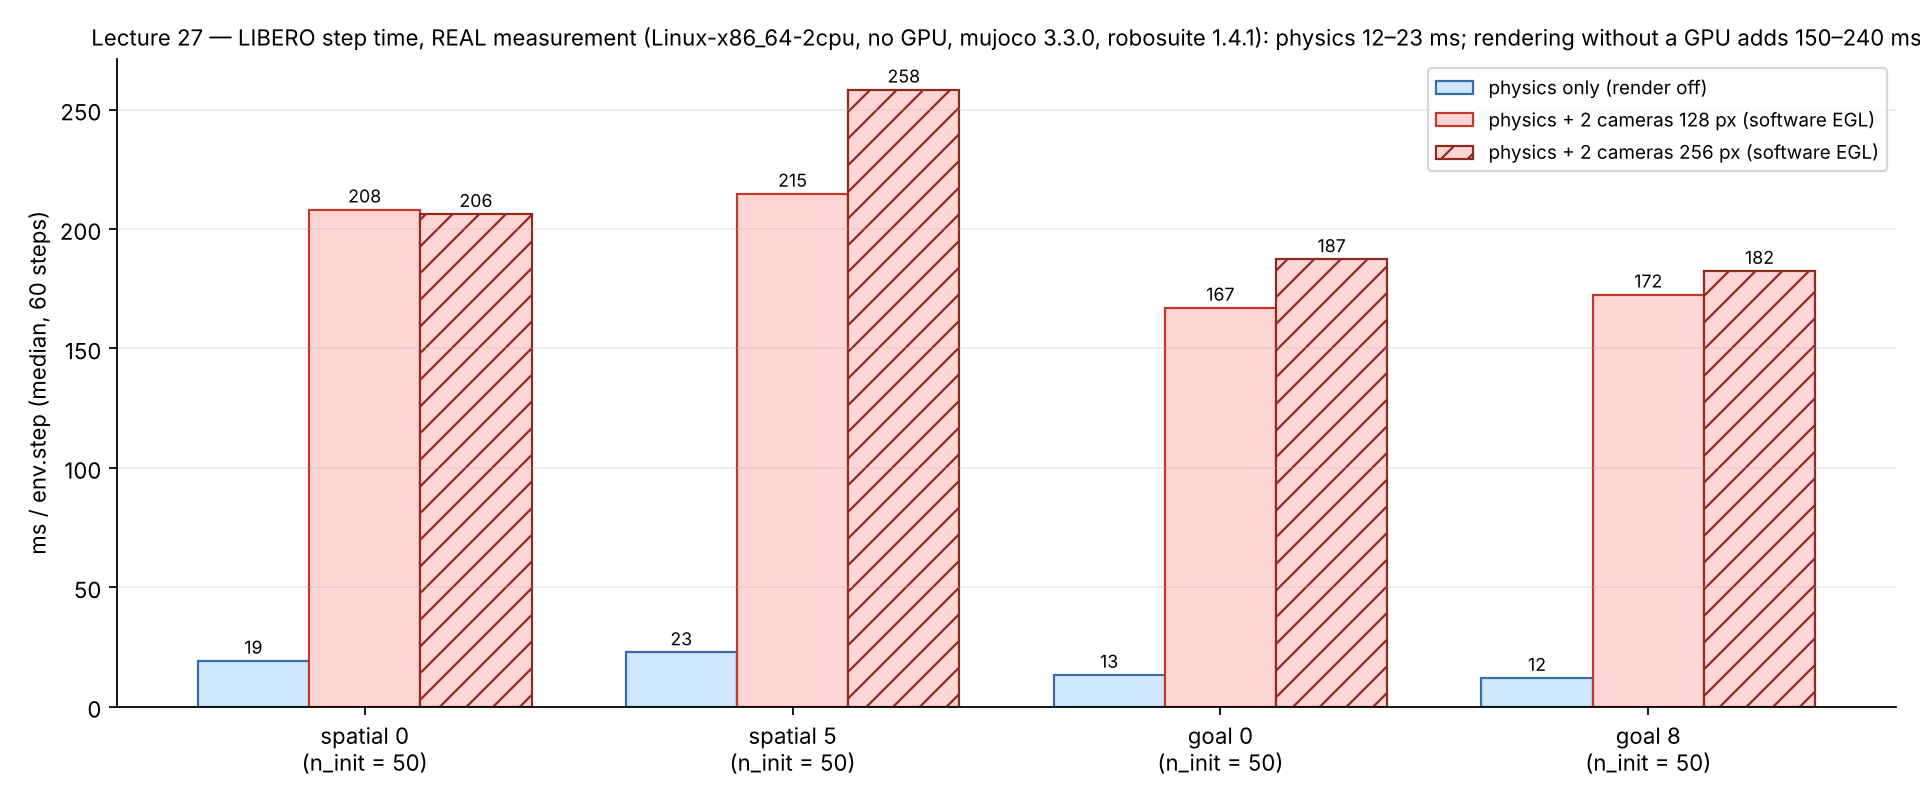 Lecture 27 — LIBERO step time, REAL measurement (Linux-x86_64-2cpu, no GPU, mujoco 3.3.0, robosuite 1.4.1): physics 12–23 ms; rendering without a GPU adds 150–240 ms
physics only (render off)
physics + 2 cameras 128 px (software EGL)
physics + 2 cameras 256 px (software EGL)
ms / env.step (median, 60 steps)
250
200
150
100
50
0
19
208
206
23
215
258
13
167
187
12
172
182
spatial 0
(n_init = 50)
spatial 5
(n_init = 50)
goal 0
(n_init = 50)
goal 8
(n_init = 50)